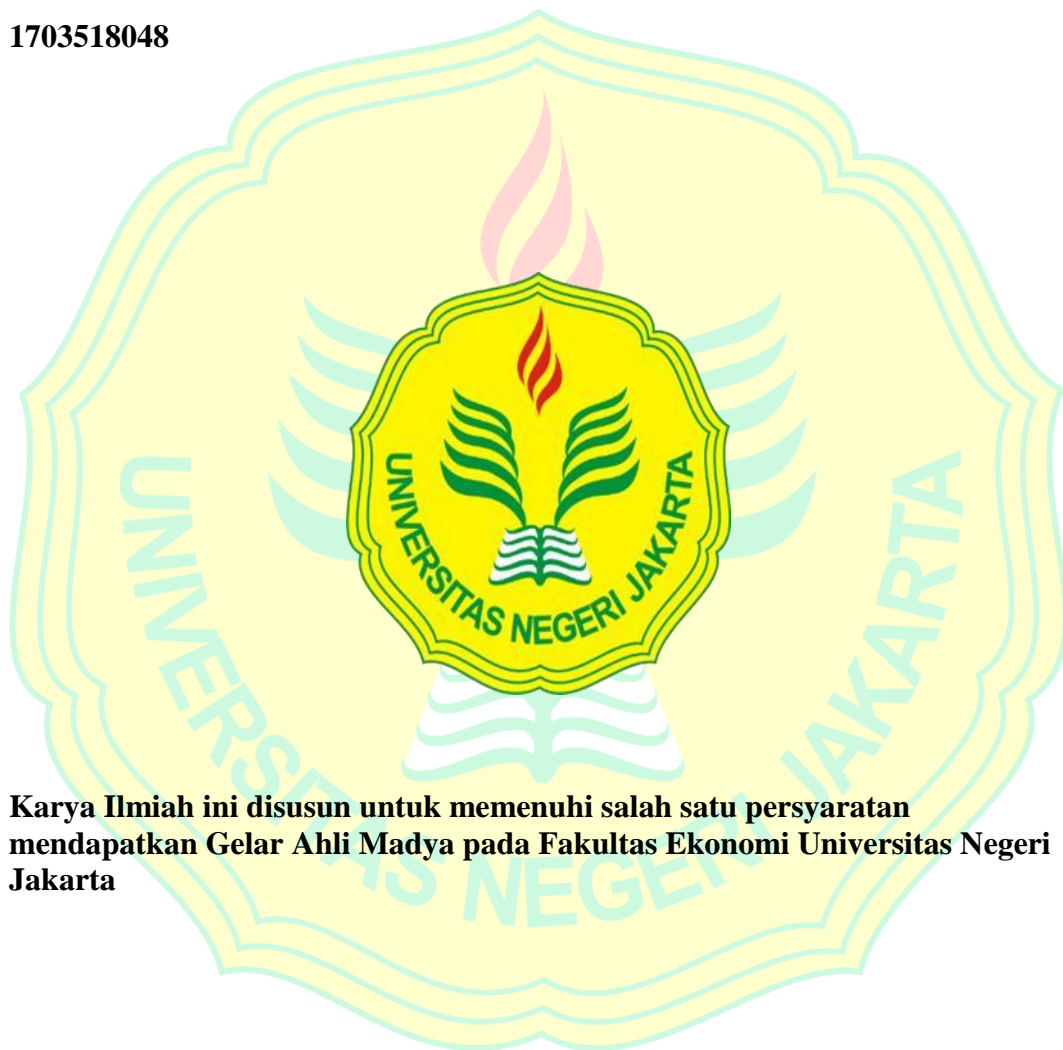 1703518048
UNIVERSITAS NEGERI JAKARTA
UNIVERSITAS NEGERI JAKARTA
Karya Ilmiah ini disusun untuk memenuhi salah satu persyaratan
mendapatkan Gelar Ahli Madya pada Fakultas Ekonomi Universitas Negeri
Jakarta